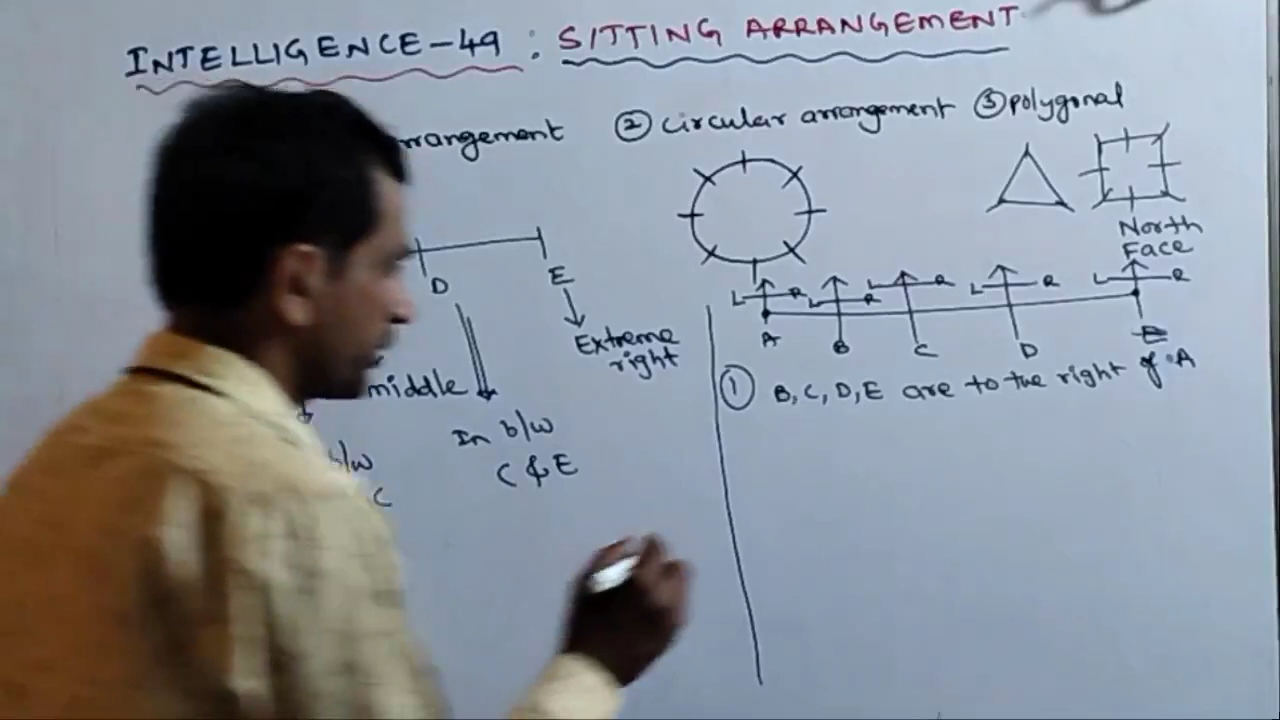 INTELLIGENCE-49 : SITTING ARRANGEMENT
rrangement ② circular arrangement ③ polygonal
D E
Extreme
right
middle
In b/w
C & E
b/w
C
North
Face
L R L R R L R L R
A B C D E
① B, C, D, E are to the right of A